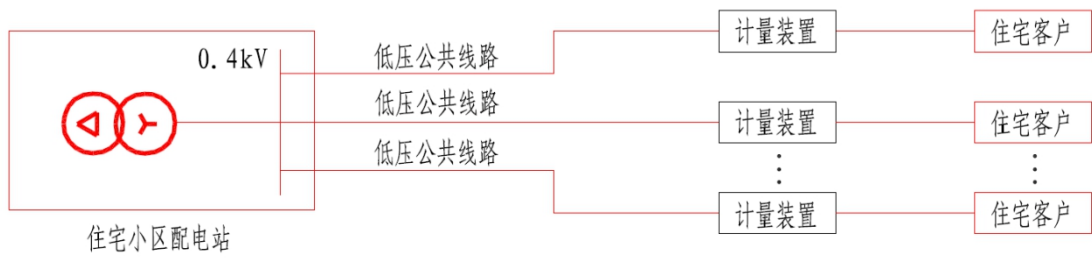 计量装置
住宅客户
0.4kV
低压公共线路
低压公共线路
计量装置
住宅客户
低压公共线路
计量装置
住宅客户
住宅小区配电站